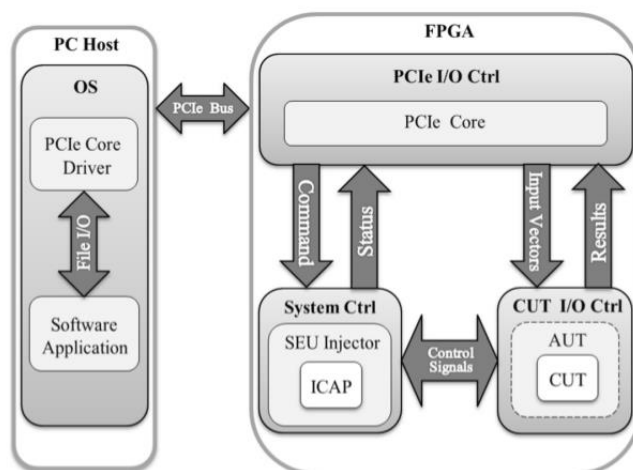 PC Host
OS
PCIe Core
Driver
File I/O
Software
Application
PCIe Bus
FPGA
PCIe I/O Ctrl
PCIe Core
Command
Status
Input Vectors
Results
System Ctrl
SEU Injector
ICAP
Control
Signals
CUT I/O Ctrl
AUT
CUT